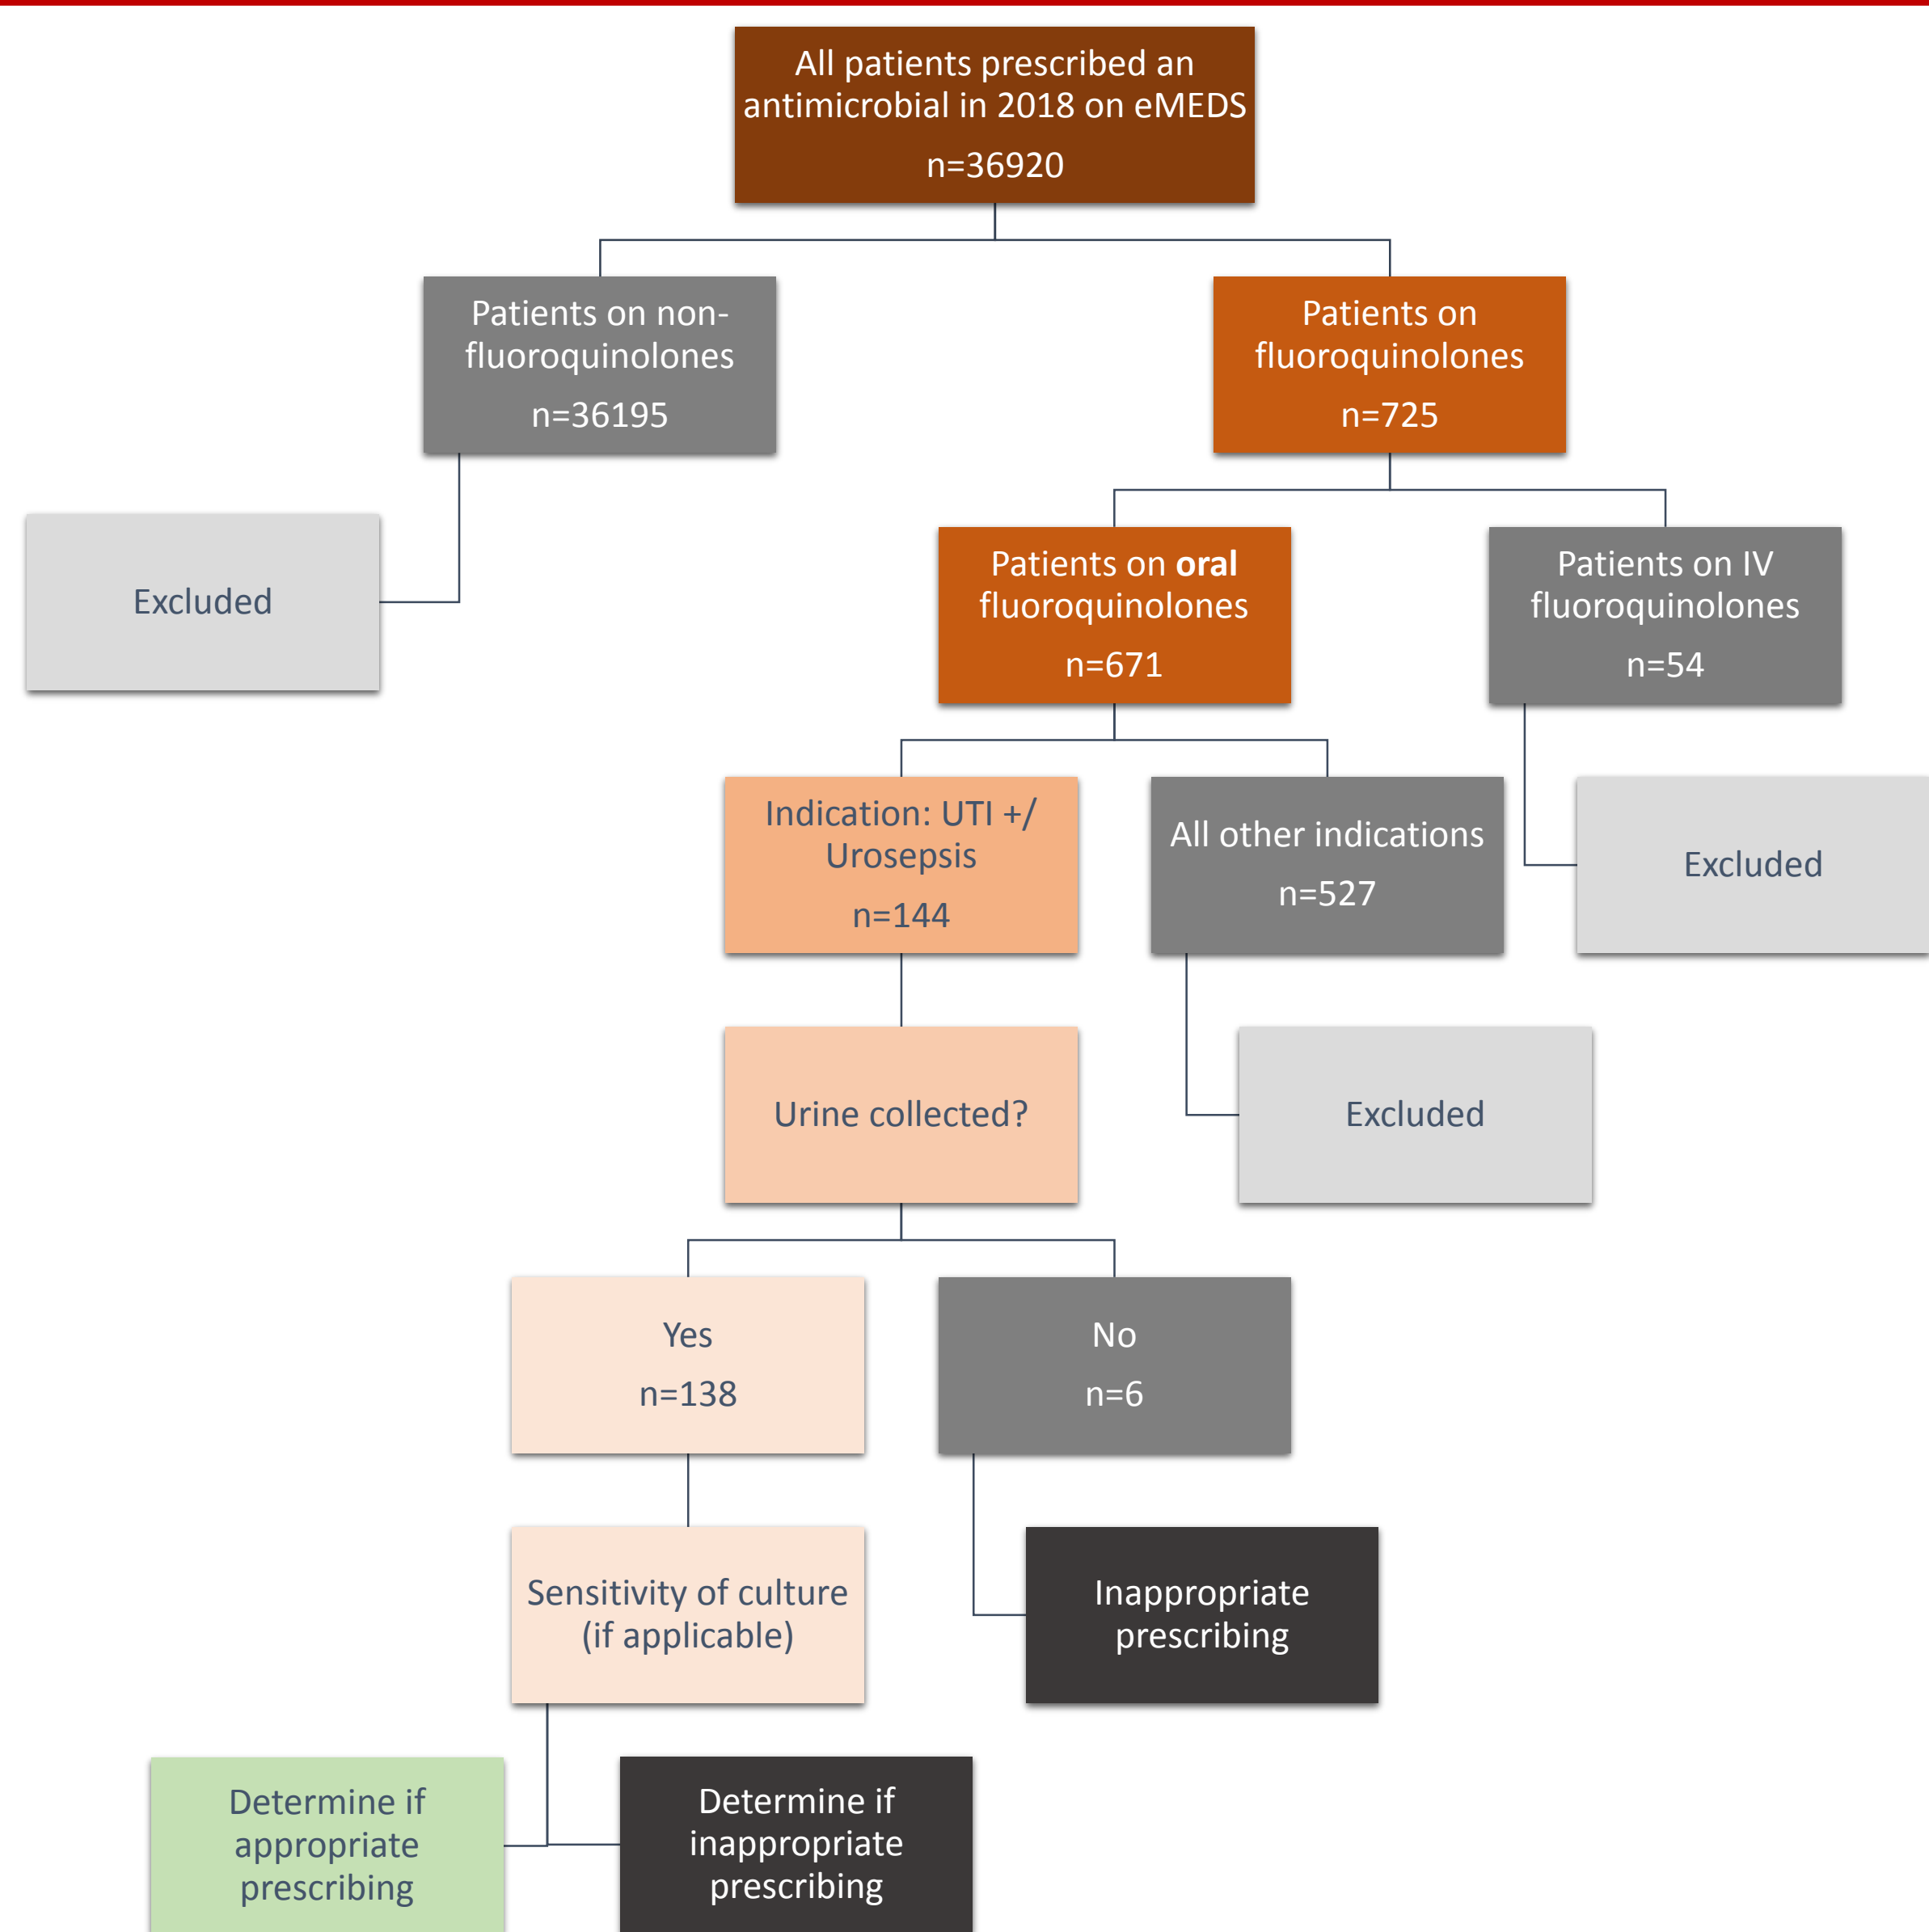 All patients prescribed an
antimicrobial in 2018 on eMEDS
n=36920
Patients on non-
fluoroquinolones
n=36195
Patients on
fluoroquinolones
n=725
Excluded
Patients on oral
fluoroquinolones
n=671
Patients on IV
fluoroquinolones
n=54
Indication: UTI +/
Urosepsis
n=144
All other indications
n=527
Excluded
Urine collected?
Excluded
Yes
n=138
No
n=6
Sensitivity of culture
(if applicable)
Inappropriate
prescribing
Determine if
appropriate
prescribing
Determine if
inappropriate
prescribing